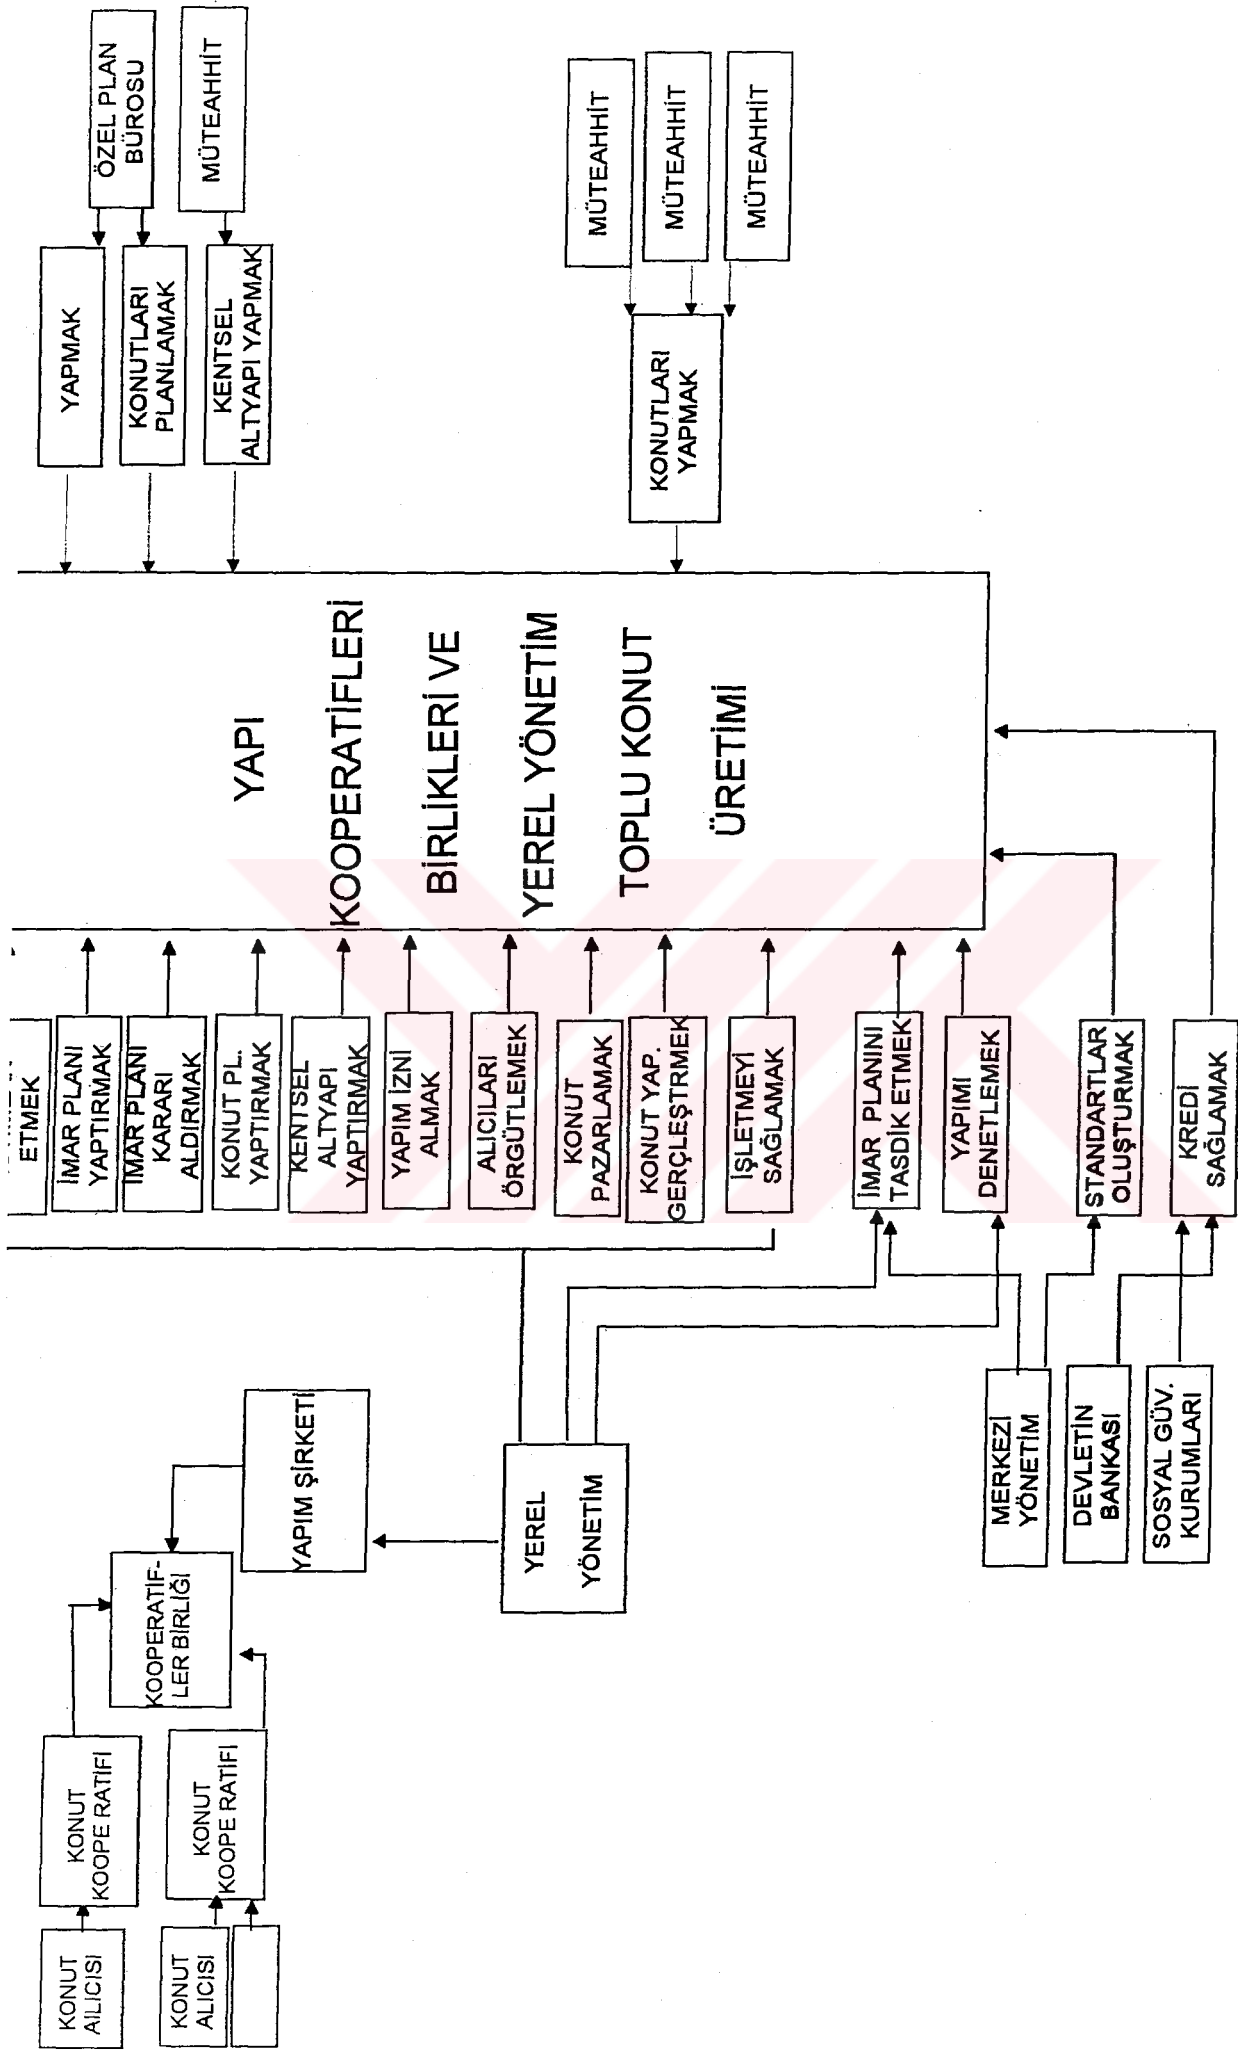 KONUT
AILICISI
KONUT
ALICISI
KONUT
KOOPE RATİFİ
KONUT
KOOPE RATİFİ
KOOPERATİF-
LER BİRLİĞİ
YAPIM ŞİRKETİ
YEREL
YÖNETİM
MERKEZİ
YÖNETİM
DEVLETİN
BANKASI
SOSYAL GÜV.
KURUMLARI
ETMEK
İMAR PLANI
YAPTIRMAK
İMAR PLANI
KARARI
ALDIRMAK
KONUT PL.
YAPTIRMAK
KENTSEL
ALTYAPI
YAPTIRMAK
YAPIM İZNİ
ALMAK
ALICILARI
ÖRGÜTLEMEK
KONUT
PAZARLAMAK
KONUT YAP.
GERÇLEŞTRMEK
İŞLETMEYİ
SAĞLAMAK
İMAR PLANINI
TASDİK ETMEK
YAPIMI
DENETLEMEK
STANDARTLAR
OLUŞTURMAK
KREDİ
SAĞLAMAK
YAPI
KOOPERATİFLERİ
BİRLİKLERİ VE
YEREL YÖNETİM
TOPLU KONUT
ÜRETİMİ
YAPMAK
KONUTLARI
PLANLAMAK
KENTSEL
ALTYAPI YAPMAK
KONUTLARI
YAPMAK
ÖZEL PLAN
BÜROSU
MÜTEAHHİT
MÜTEAHHİT
MÜTEAHHİT
MÜTEAHHİT